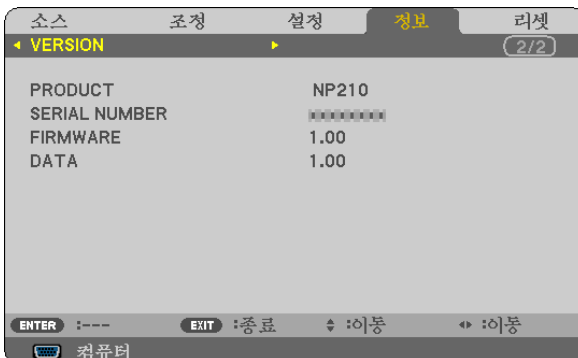 소스 조정 설정 정보 리셋
VERSION 2/2
PRODUCT NP210
SERIAL NUMBER
FIRMWARE 1.00
DATA 1.00
ENTER :--- EXIT :종료 :이동 :이동
컴퓨터